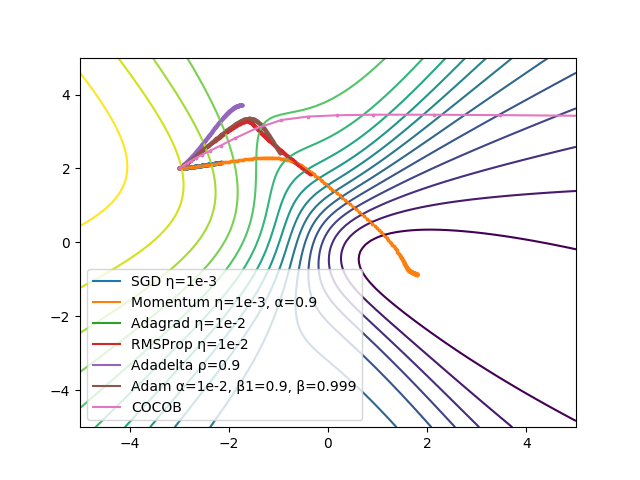 4
2
0
−2
−4
SGD η=1e-3
Momentum η=1e-3, α=0.9
Adagrad η=1e-2
RMSProp η=1e-2
Adadelta ρ=0.9
Adam α=1e-2, β1=0.9, β=0.999
COCOB
−4 −2 0 2 4